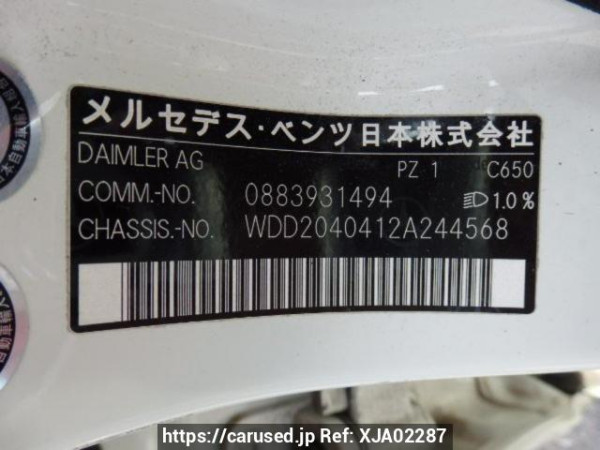 メルセデス・ベンツ日本株式会社
DAIMLER AG PZ 1 C650
COMM.-NO. 0883931494 1.0%
CHASSIS.-NO. WDD2040412A244568
https://carused.jp Ref: XJA02287